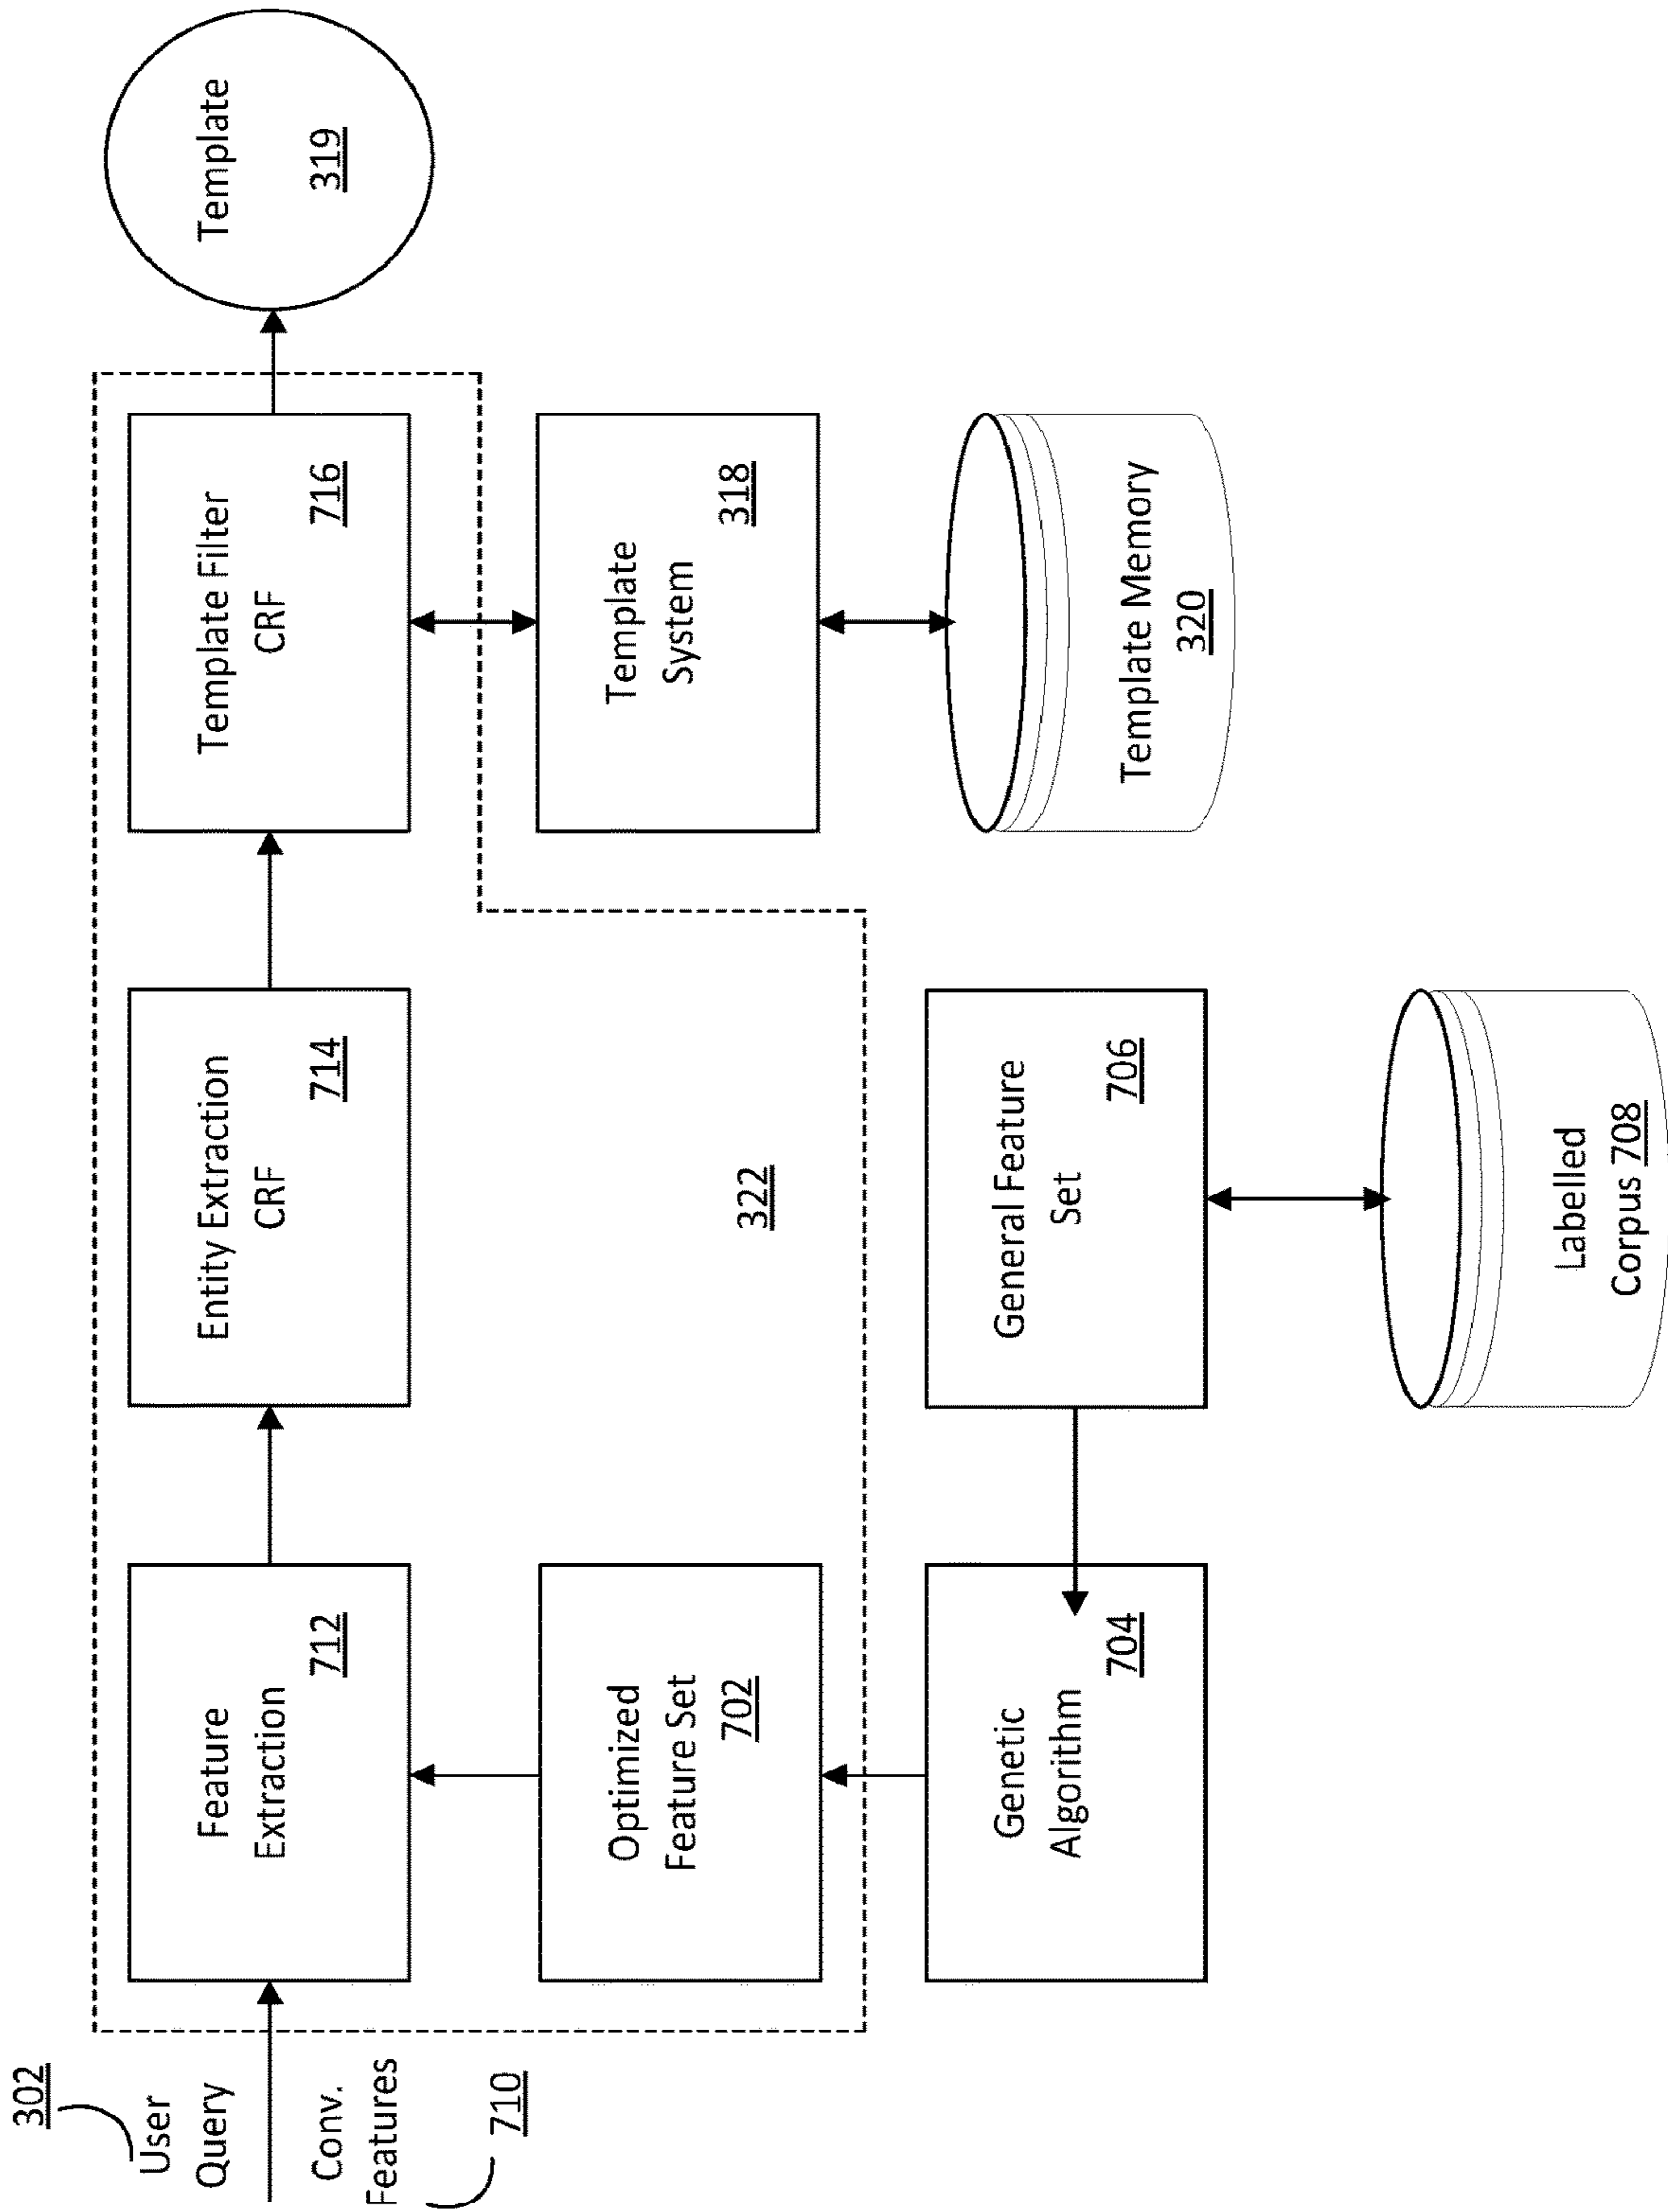 302
User
Query
Conv.
Features
710
Feature
Extraction
712
Entity Extraction
CRF
714
Template Filter
CRF
716
Template
319
Optimized
Feature Set
702
322
Template
System
318
Genetic
Algorithm
704
General Feature
Set
706
Template Memory
320
Labelled
Corpus 708